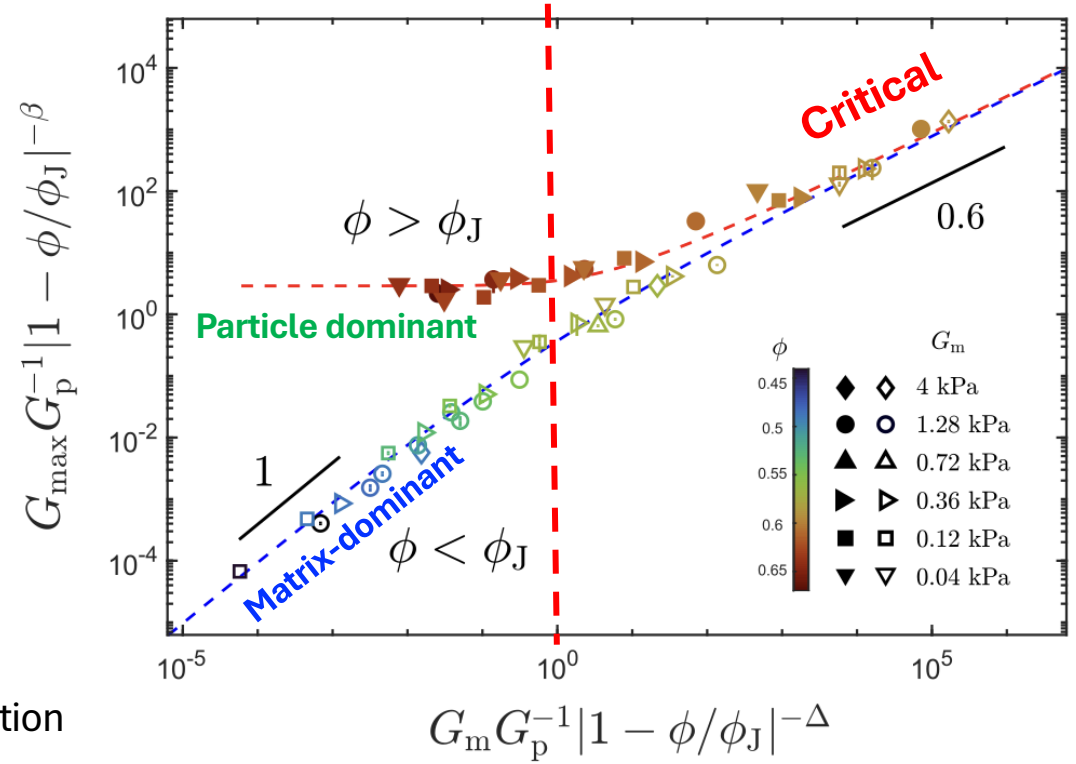 10^4
10^2
10^0
10^-2
10^-4
G_max G_p^-1 |1 − ϕ/ϕ_J|^-β
Critical
ϕ > ϕ_J
0.6
Particle dominant
1
Matrix-dominant
ϕ < ϕ_J
ϕ
0.45
0.5
0.55
0.6
0.65
G_m
4 kPa
1.28 kPa
0.72 kPa
0.36 kPa
0.12 kPa
0.04 kPa
10^-5
10^0
10^5
tion
G_m G_p^-1 |1 − ϕ/ϕ_J|^-Δ